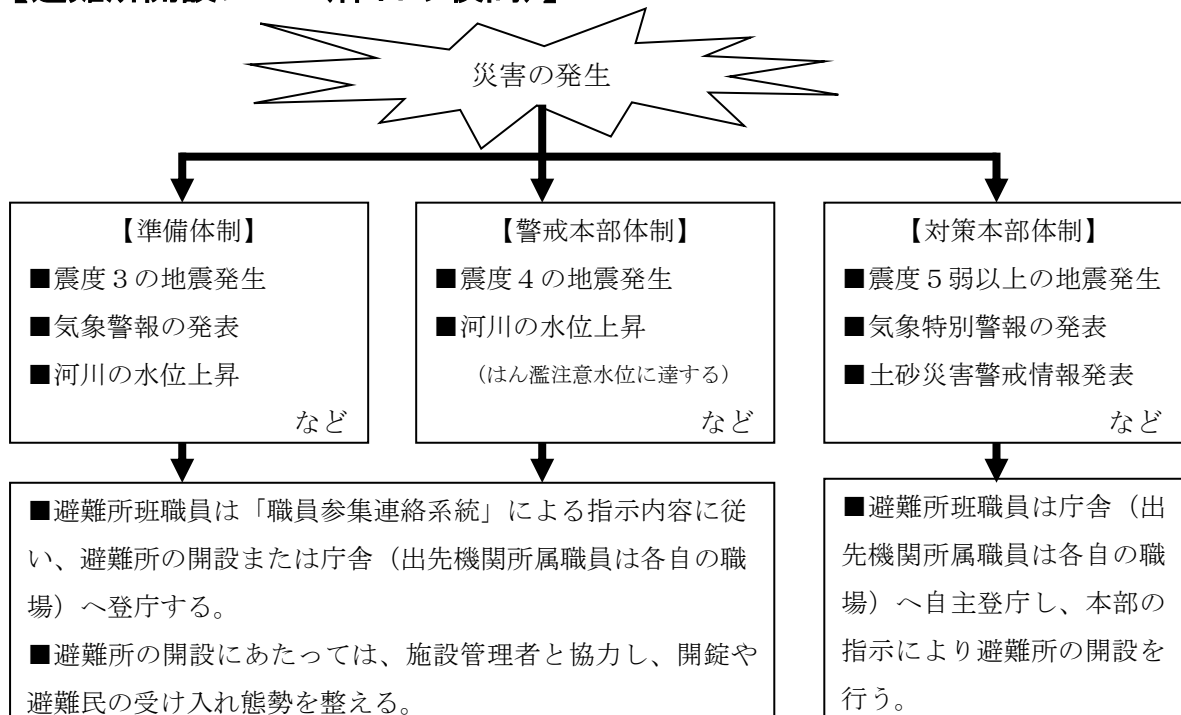 災害の発生
【準備体制】
■震度３の地震発生
■気象警報の発表
■河川の水位上昇
など
【警戒本部体制】
■震度４の地震発生
■河川の水位上昇
（はん濫注意水位に達する）
など
【対策本部体制】
■震度５弱以上の地震発生
■気象特別警報の発表
■土砂災害警戒情報発表
など
■避難所班職員は「職員参集連絡系統」による指示内容に従
い、避難所の開設または庁舎（出先機関所属職員は各自の職
場）へ登庁する。
■避難所の開設にあたっては、施設管理者と協力し、開錠や
避難民の受け入れ態勢を整える。
■避難所班職員は庁舎（出
先機関所属職員は各自の職
場）へ自主登庁し、本部の
指示により避難所の開設を
行う。